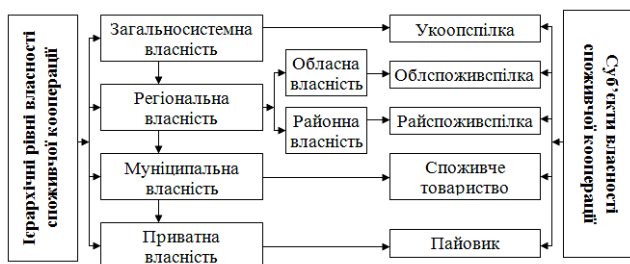 Ієрархічні рівні власності
споживчої кооперації
Загальносистемна
власність
Регіональна
власність
Муніципальна
власність
Приватна
власність
Обласна
власність
Районна
власність
Укоопспілка
Облспоживспілка
Райспоживспілка
Споживче
товариство
Пайовик
Суб’єкти власності
споживчої кооперації